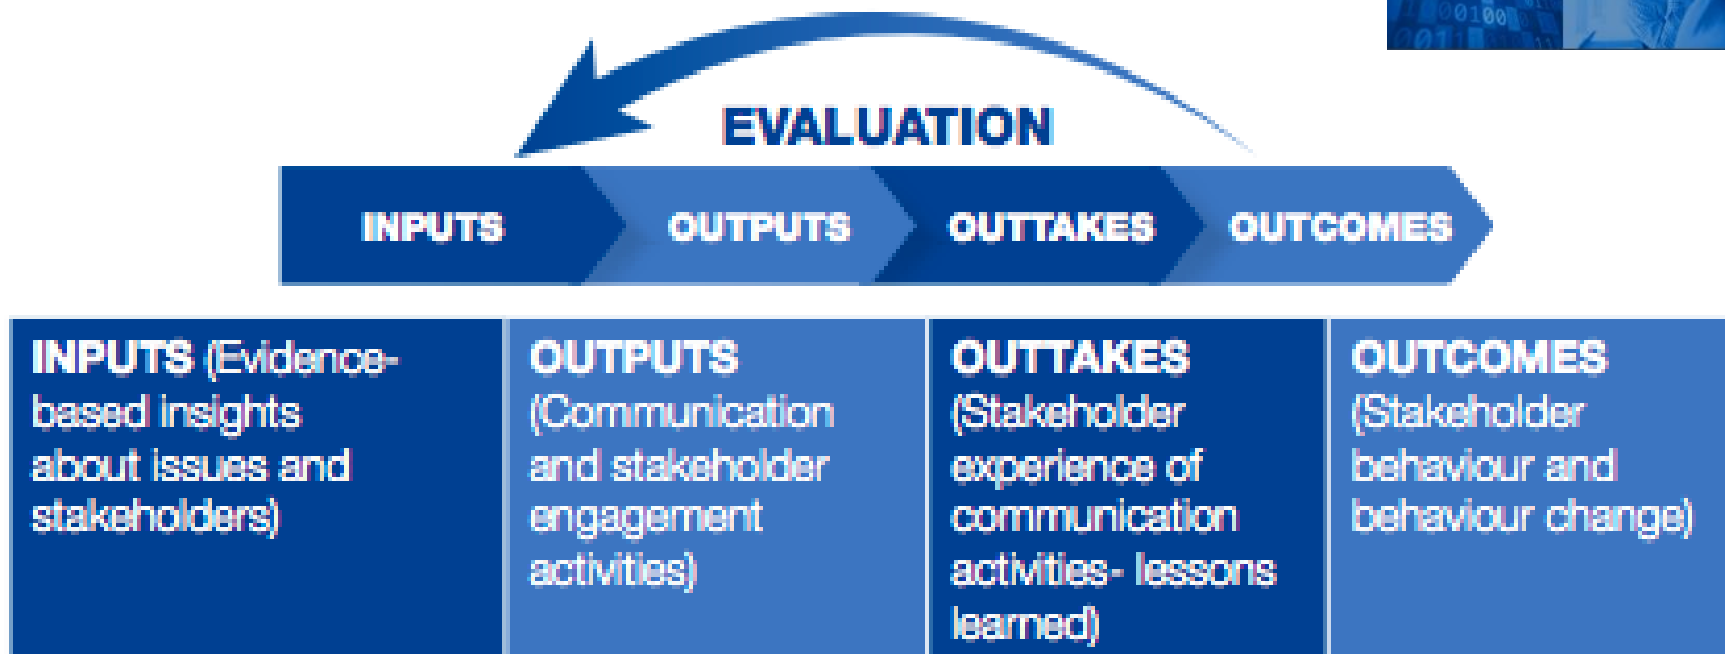 EVALUATION
INPUTS
OUTPUTS
OUTTAKES
OUTCOMES
INPUTS (Evidence-
based insights
about issues and
stakeholders)
OUTPUTS
(Communication
and stakeholder
engagement
activities)
OUTTAKES
(Stakeholder
experience of
communication
activities- lessons
learned)
OUTCOMES
(Stakeholder
behaviour and
behaviour change)